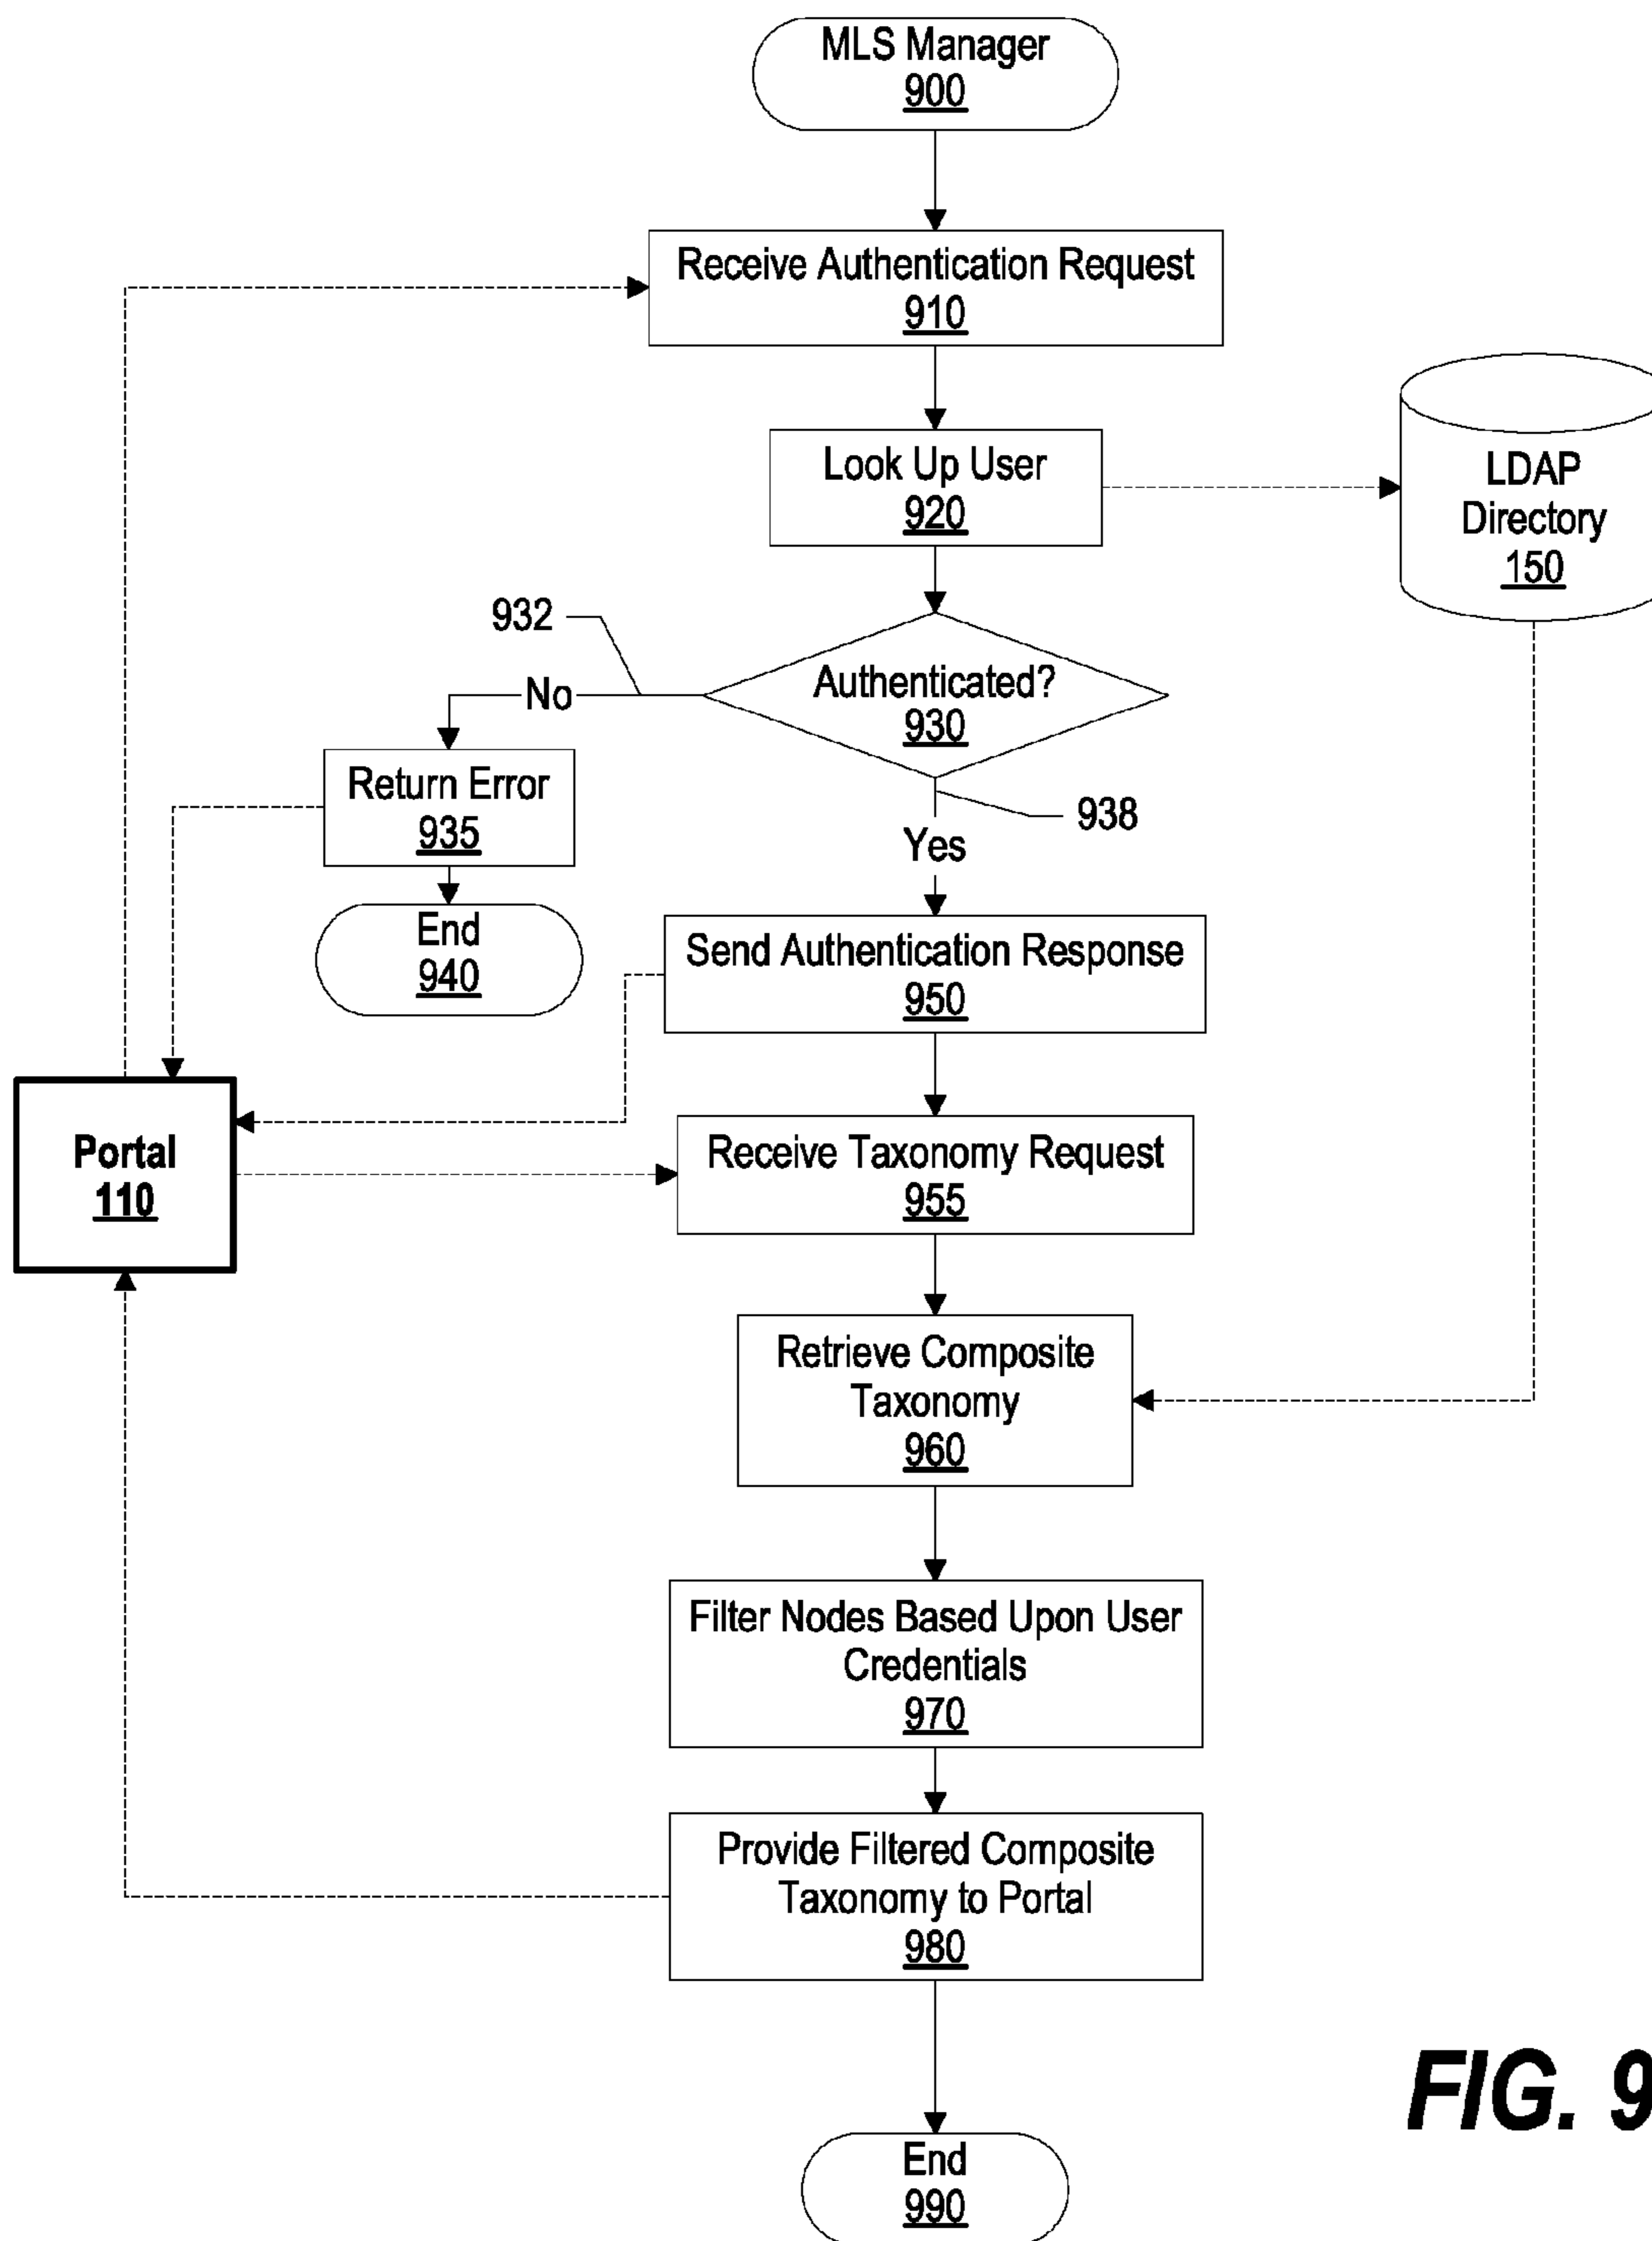 MLS Manager
900
Receive Authentication Request
910
Look Up User
920
LDAP
Directory
150
932
Authenticated?
930
No
Return Error
935
938
Yes
End
940
Send Authentication Response
950
Portal
110
Receive Taxonomy Request
955
Retrieve Composite
Taxonomy
960
Filter Nodes Based Upon User
Credentials
970
Provide Filtered Composite
Taxonomy to Portal
980
FIG. 9
End
990